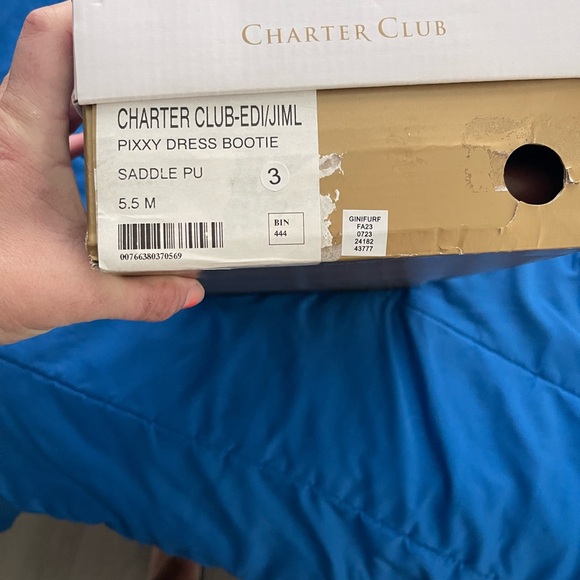 CHARTER CLUB
CHARTER CLUB-EDI/JIML
PIXXY DRESS BOOTIE
SADDLE PU
3
5.5 M
BIN
444
00766380370569
GINIFURF
FA23
0723
24182
43777